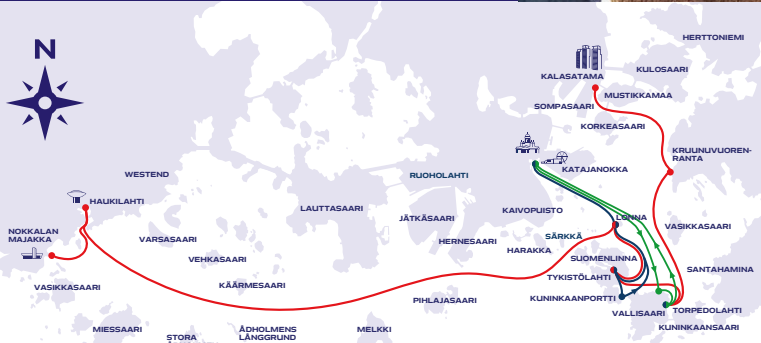 HERTTONIEMI
N
KULOSAARI
KALASATAMA
MUSTIKKAMAA
SOMPASAARI
KORKEASAARI
KRUUNUVUOREN-
RANTA
KATAJANOKKA
WESTEND
RUOHOLAHTI
HAUKILAHTI
LAUTTASAARI
KAIVOPUISTO
JÄTKÄSAARI
LONNA
VASIKKASAARI
NOKKALAN
MAJAKKA
VARSASAARI
HERNESAARI
SÄRKKÄ
HARAKKA
VEHKASAARI
SUOMENLINNA
SANTAHAMINA
TYKISTÖLAHTI
VASIKKASAARI
KÄÄRMESAARI
PIHLAJASAARI
KUNINKAANPORTTI
VALLISAARI
TORPEDOLAHTI
KUNINKAANSAARI
MIESSAARI
STORA
ÄDHOLMENS
LÅNGGRUND
MELKKI